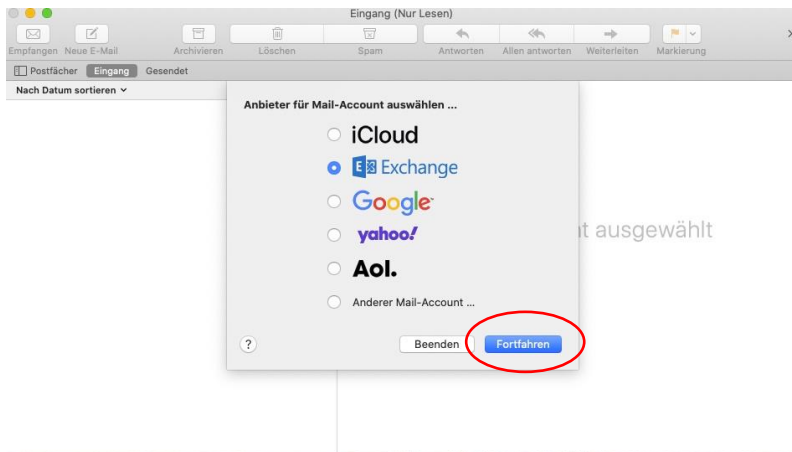 Eingang (Nur Lesen)
Empfangen Neue E-Mail Archivieren Löschen Spam Antworten Allen antworten Weiterleiten Markierung
Postfächer Eingang Gesendet
Nach Datum sortieren
Anbieter für Mail-Account auswählen ...
iCloud
E Exchange
Google
yahoo!
ausgewählt
Aol.
Anderer Mail-Account ...
? Beenden Fortfahren